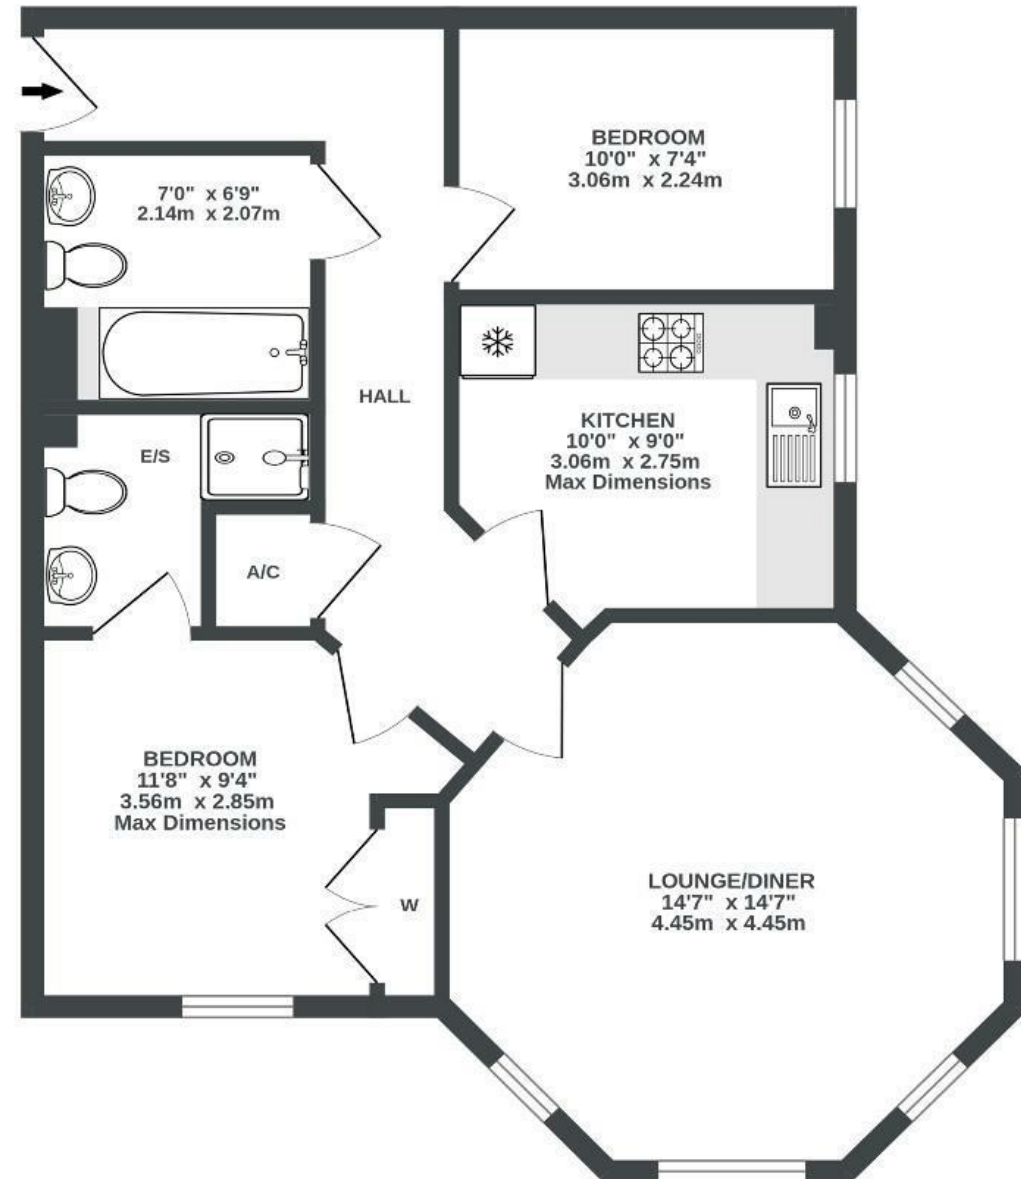 BEDROOM
10'0" x 7'4"
3.06m x 2.24m
7'0" x 6'9"
2.14m x 2.07m
HALL
KITCHEN
10'0" x 9'0"
3.06m x 2.75m
Max Dimensions
E/S
A/C
BEDROOM
11'8" x 9'4"
3.56m x 2.85m
Max Dimensions
W
LOUNGE/DINER
14'7" x 14'7"
4.45m x 4.45m